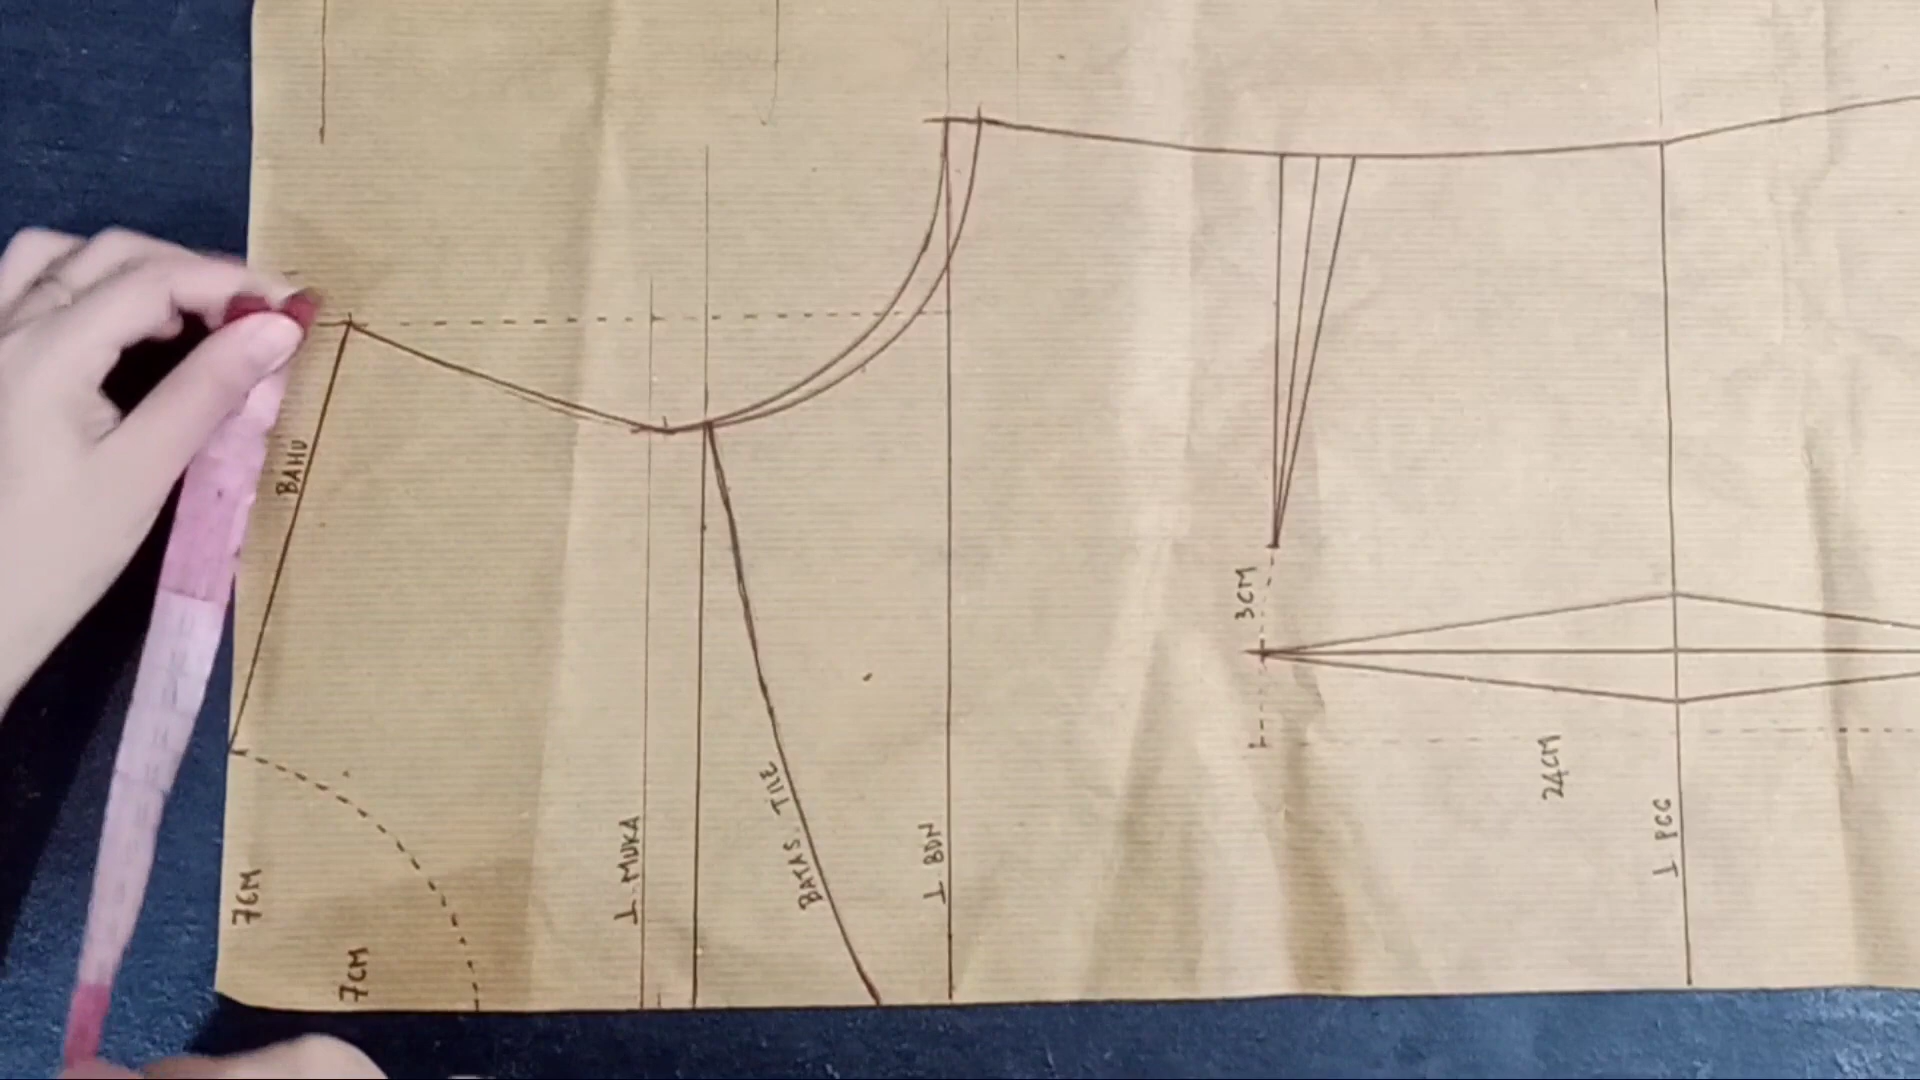 BAHU
7CM
7CM
⊥ MUKA
BATAS TILE
⊥ BDN
3CM
24CM
⊥ PGG